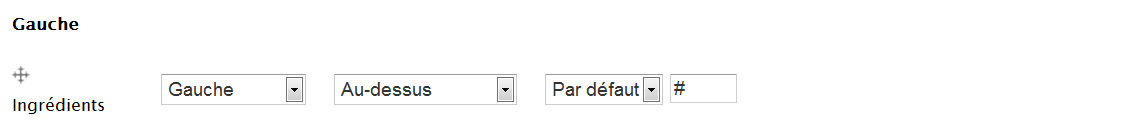 Gauche
Gauche Au-dessus Par défaut #
Ingrédients